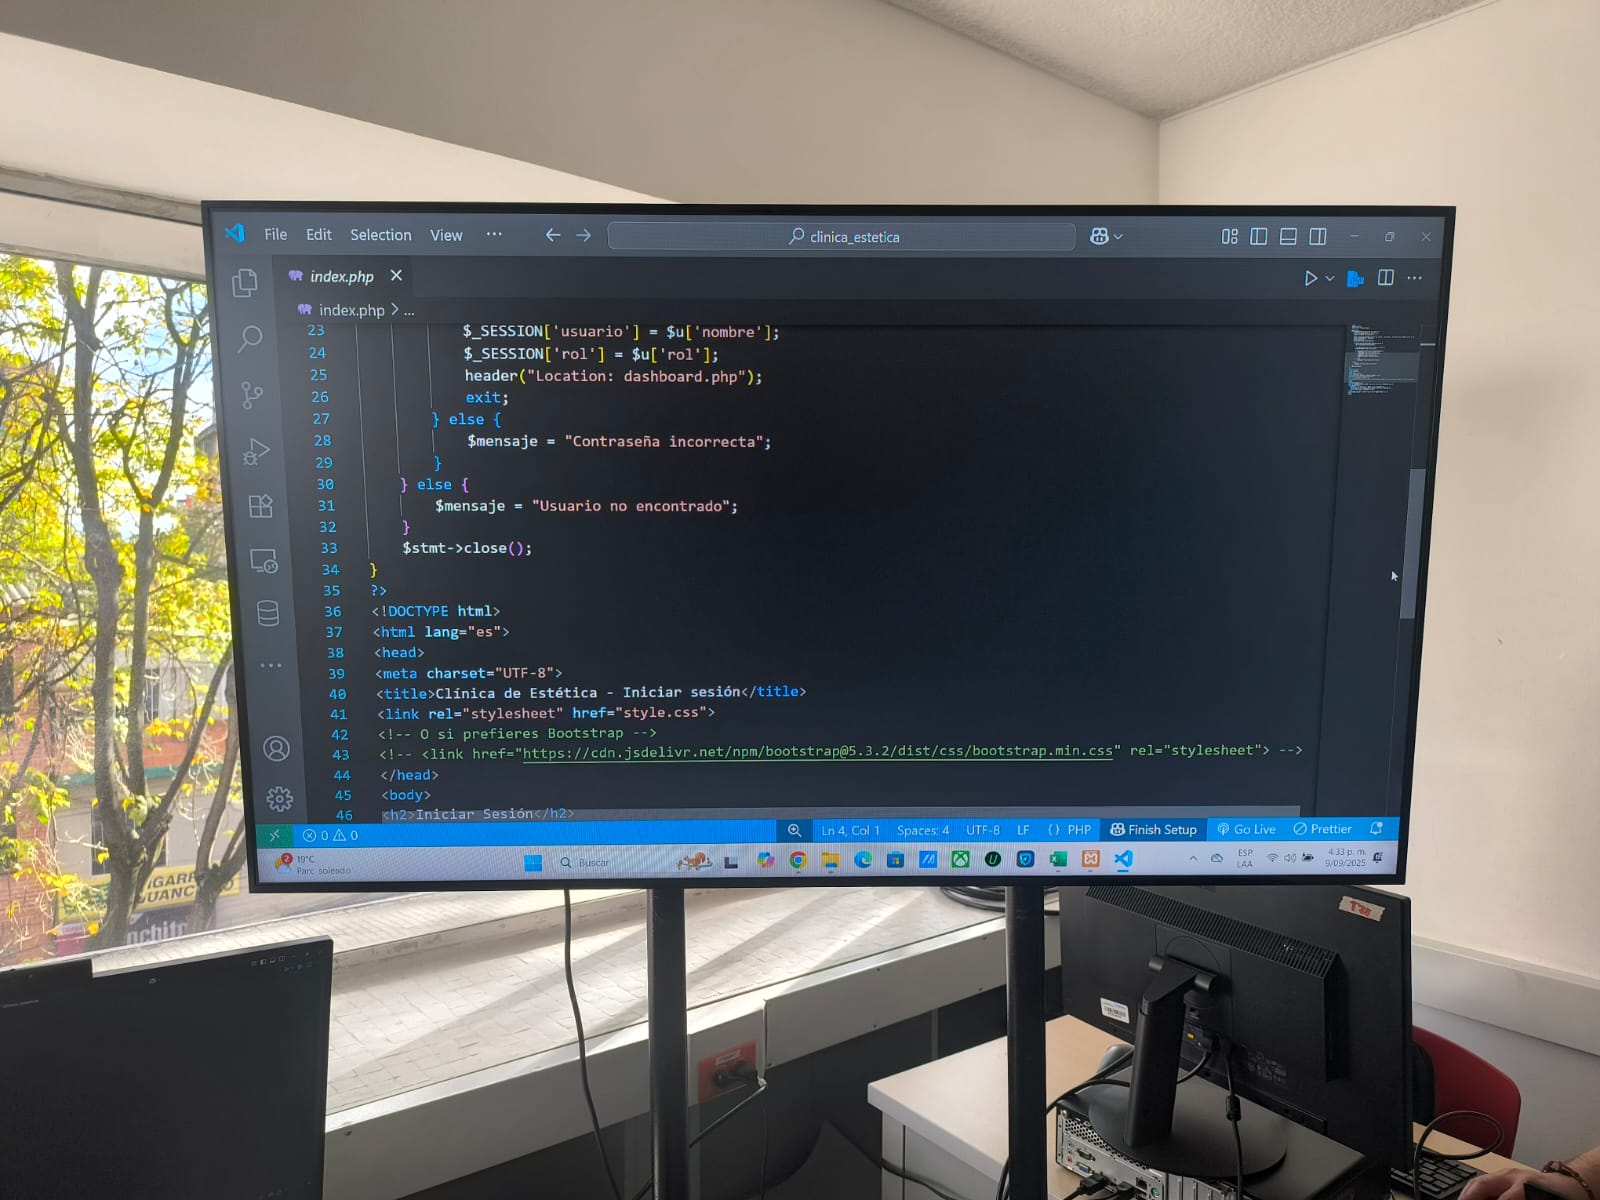 File Edit Selection View ··· clinica_estetica
index.php
index.php > ...
23 $_SESSION['usuario'] = $u['nombre'];
24 $_SESSION['rol'] = $u['rol'];
25 header("Location: dashboard.php");
26 exit;
27 } else {
28 $mensaje = "Contraseña incorrecta";
29 }
30 } else {
31 $mensaje = "Usuario no encontrado";
32 }
33 $stmt->close();
34 }
35 ?>
36 <!DOCTYPE html>
37 <html lang="es">
38 <head>
39 <meta charset="UTF-8">
40 <title>Clínica de Estética - Iniciar sesión</title>
41 <link rel="stylesheet" href="style.css">
42 <!-- O si prefieres Bootstrap -->
43 <!-- <link href="https://cdn.jsdelivr.net/npm/bootstrap@5.3.2/dist/css/bootstrap.min.css" rel="stylesheet"> -->
44 </head>
45 <body>
46 <h2>Iniciar Sesión</h2>
0 0 Ln 4, Col 1 Spaces: 4 UTF-8 LF {} PHP Finish Setup Go Live Prettier
2 19°C Buscar ESP 4:33 p. m.
Parc. soleado LAA 9/09/2025